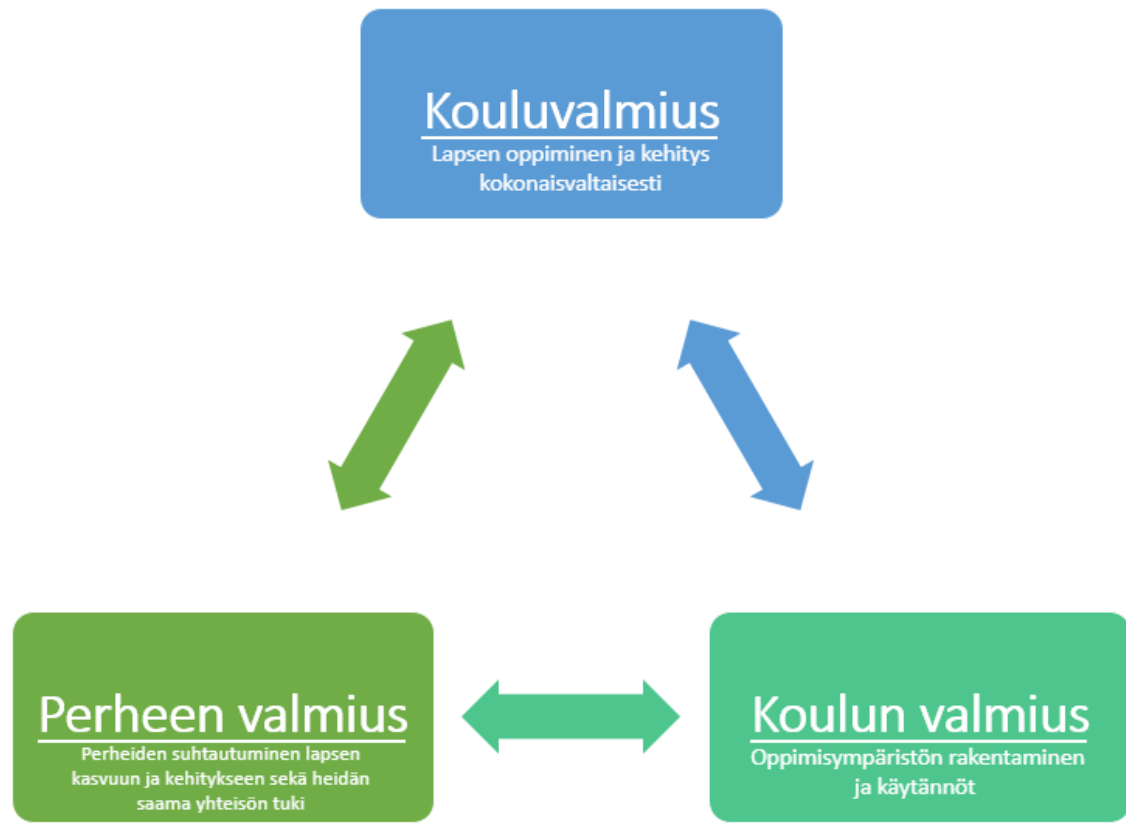 Kouluvalmius
Lapsen oppiminen ja kehitys
kokonaisvaltaisesti
Perheen valmius
Perheiden suhtautuminen lapsen
kasvuun ja kehitykseen sekä heidän
saama yhteisön tuki
Koulun valmius
Oppimisympäristön rakentaminen
ja käytännöt